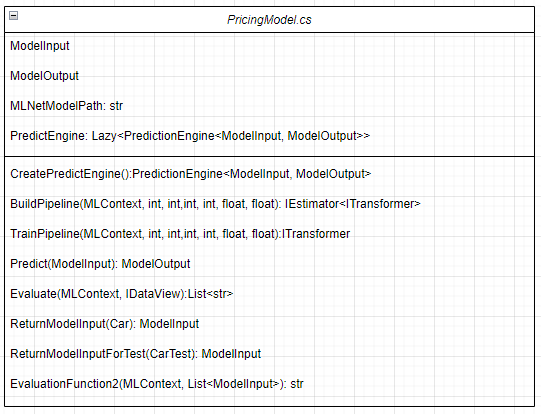 PricingModel.cs
ModelInput
ModelOutput
MLNetModelPath: str
PredictEngine: Lazy<PredictionEngine<ModelInput, ModelOutput>>
CreatePredictEngine():PredictionEngine<ModelInput, ModelOutput>
BuildPipeline(MLContext, int, int,int, int, float, float): IEstimator<ITransformer>
TrainPipeline(MLContext, int, int,int, int, float, float):ITransformer
Predict(ModelInput): ModelOutput
Evaluate(MLContext, IDataView):List<str>
ReturnModelInput(Car): ModelInput
ReturnModelInputForTest(CarTest): ModelInput
EvaluationFunction2(MLContext, List<ModelInput>): str